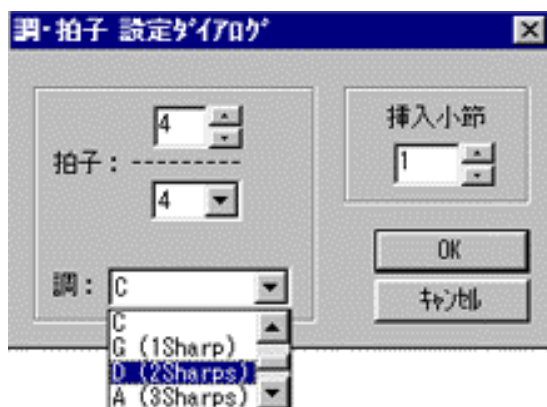 調・拍子 設定ﾀﾞｲｱﾛｸﾞ
4
拍子：
4
調：
C
C
G (1Sharp)
D (2Sharps)
A (3Sharps)
挿入小節
1
OK
ｷｬﾝｾﾙ